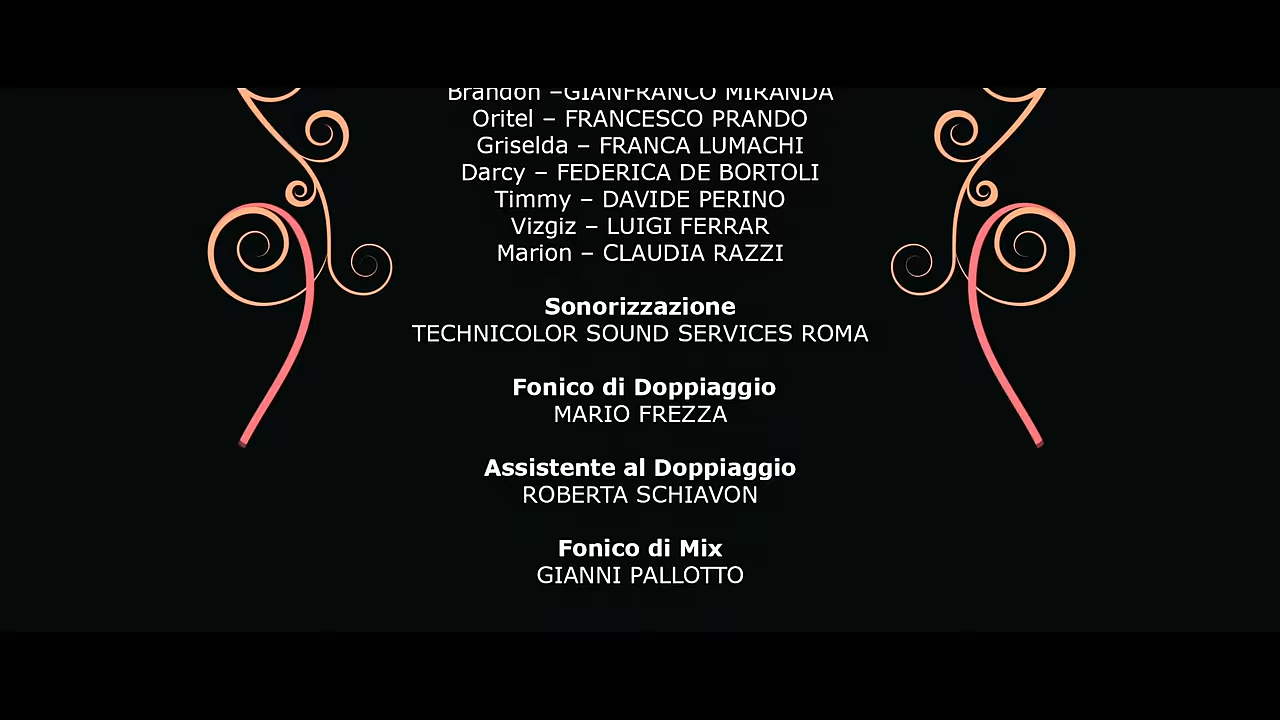 Brandon –GIANFRANCO MIRANDA
Oritel – FRANCESCO PRANDO
Griselda – FRANCA LUMACHI
Darcy – FEDERICA DE BORTOLI
Timmy – DAVIDE PERINO
Vizgiz – LUIGI FERRAR
Marion – CLAUDIA RAZZI
Sonorizzazione
TECHNICOLOR SOUND SERVICES ROMA
Fonico di Doppiaggio
MARIO FREZZA
Assistente al Doppiaggio
ROBERTA SCHIAVON
Fonico di Mix
GIANNI PALLOTTO